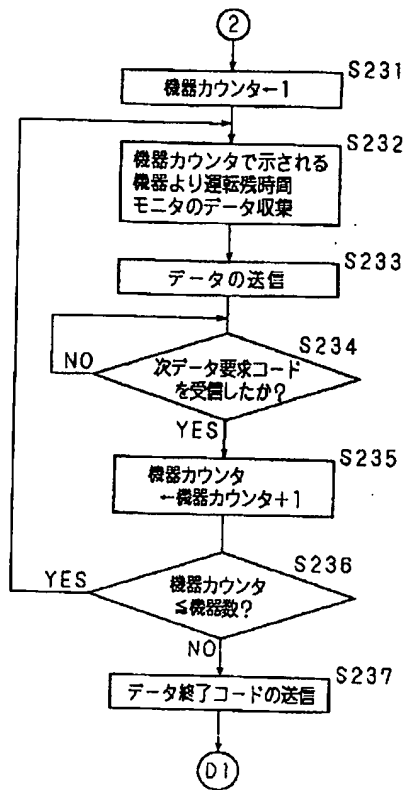 2
S231
機器カウンタ←1
S232
機器カウンタで示される
機器より運転残時間
モニタのデータ収集
S233
データの送信
S234
NO
次データ要求コード
を受信したか?
YES
S235
機器カウンタ
←機器カウンタ+1
S236
YES
機器カウンタ
≦機器数?
NO
S237
データ終了コードの送信
D1